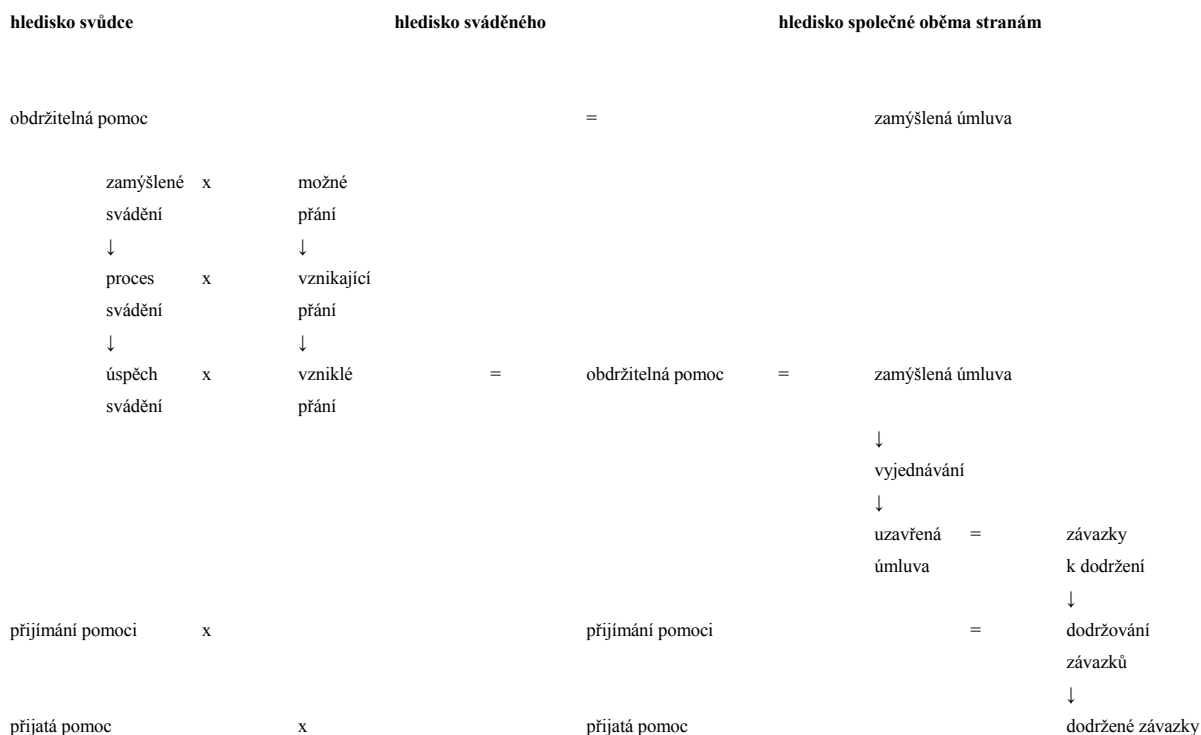 hledisko svůdce hledisko sváděného hledisko společné oběma stranám
obdržitelná pomoc = zamýšlená úmluva
zamýšlené x možné
svádění přání
↓ ↓
proces x vznikající
svádění přání
↓ ↓
úspěch x vzniklé = obdržitelná pomoc = zamýšlená úmluva
svádění přání
↓
vyjednávání
↓
uzavřená = závazky
úmluva k dodržení
↓
přijímání pomoci x přijímání pomoci = dodržování
závazků
↓
přijatá pomoc x přijatá pomoc dodržené závazky